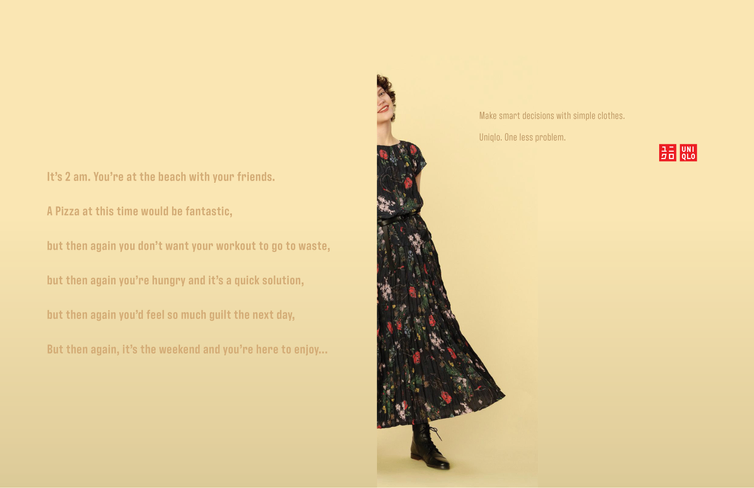 It's 2 am. You're at the beach with your friends.
A Pizza at this time would be fantastic,
but then again you don't want your workout to go to waste,
but then again you're hungry and it's a quick solution,
but then again you'd feel so much guilt the next day,
But then again, it's the weekend and you're here to enjoy...
Make smart decisions with simple clothes.
Uniqlo. One less problem.
ユニ UNI
クロ QLO